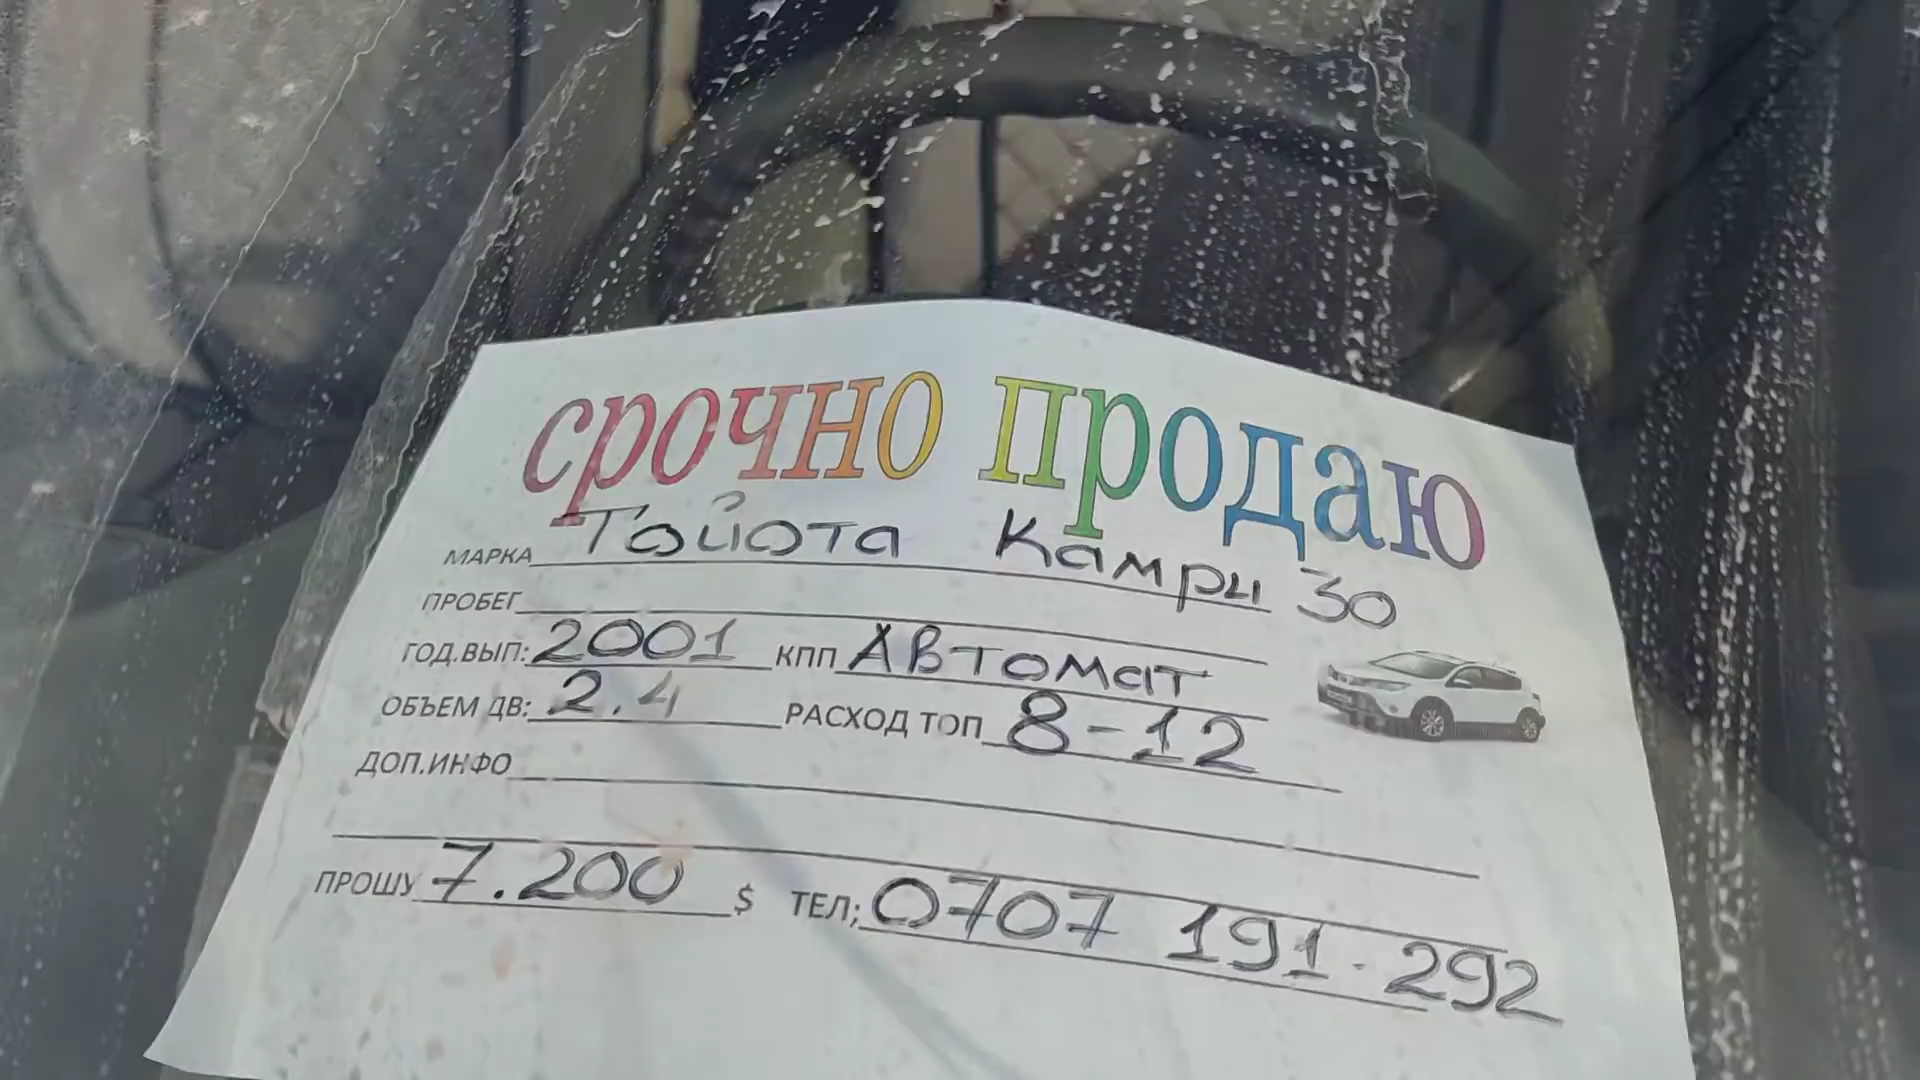 срочно продаю
МАРКА Тойота Камри 30
ПРОБЕГ
ГОД.ВЫП: 2001 КПП Автомат
ОБЪЕМ ДВ: 2.4 РАСХОД ТОП 8-12
ДОП.ИНФО
ПРОШУ 7.200 $ ТЕЛ; 0707 191-292